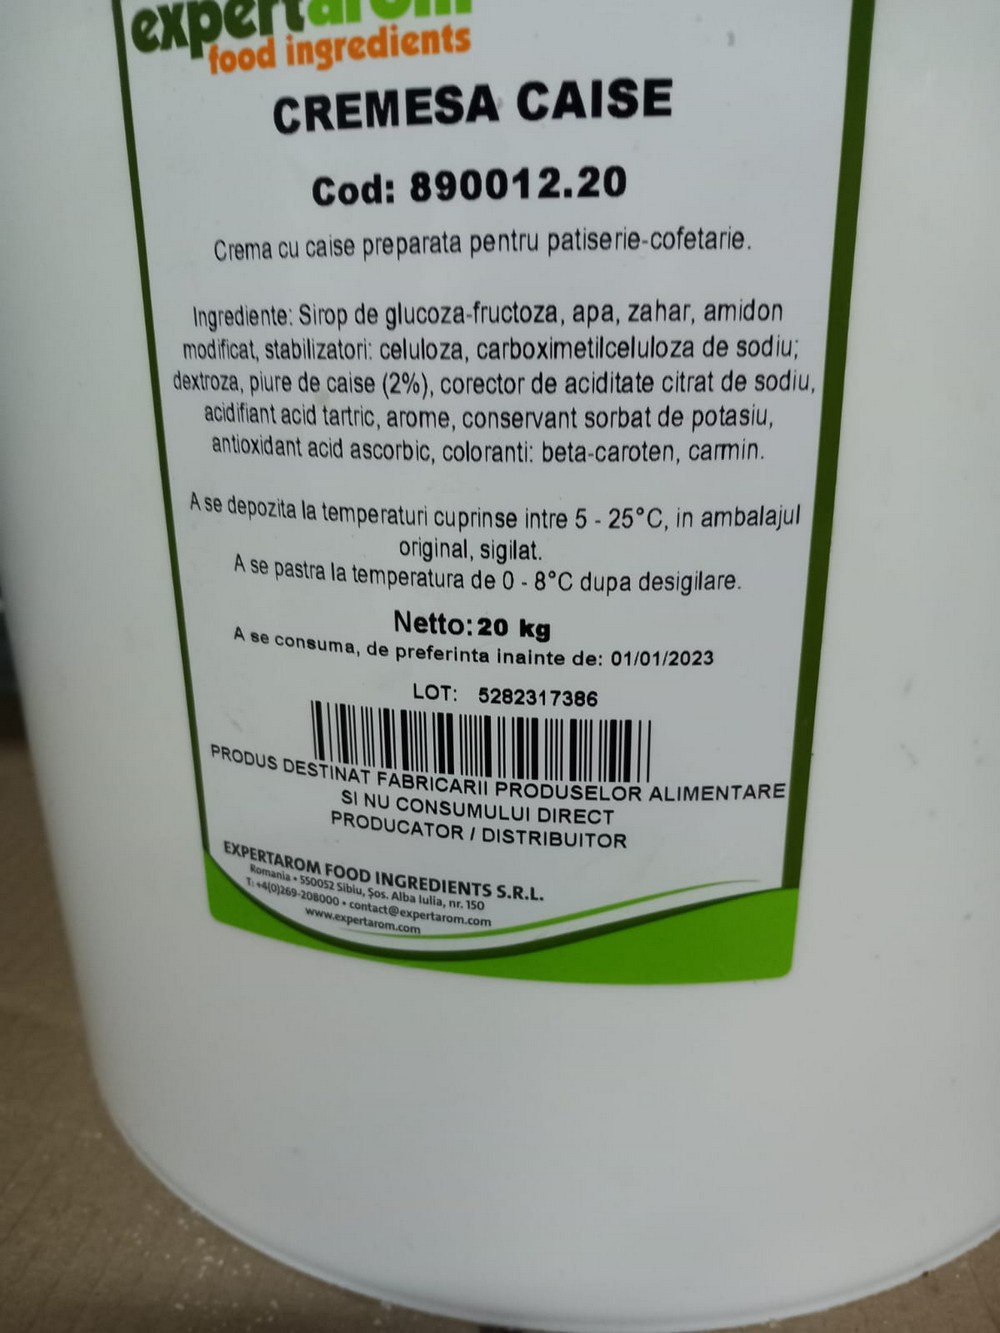 expertarom
food ingredients
CREMESA CAISE
Cod: 890012.20
Crema cu caise preparata pentru patiserie-cofetarie.
Ingrediente: Sirop de glucoza-fructoza, apa, zahar, amidon
modificat, stabilizatori: celuloza, carboximetilceluloza de sodiu;
dextroza, piure de caise (2%), corector de aciditate citrat de sodiu,
acidifiant acid tartric, arome, conservant sorbat de potasiu,
antioxidant acid ascorbic, coloranti: beta-caroten, carmin.
A se depozita la temperaturi cuprinse intre 5 - 25°C, in ambalajul
original, sigilat.
A se pastra la temperatura de 0 - 8°C dupa desigilare.
Netto: 20 kg
A se consuma, de preferinta inainte de: 01/01/2023
LOT: 5282317386
PRODUS DESTINAT FABRICARII PRODUSELOR ALIMENTARE
SI NU CONSUMULUI DIRECT
PRODUCATOR / DISTRIBUITOR
EXPERTAROM FOOD INGREDIENTS S.R.L.
Romania • 550052 Sibiu, Şos. Alba Iulia, nr. 150
T: +4(0)269-208000 • contact@expertarom.com
www.expertarom.com